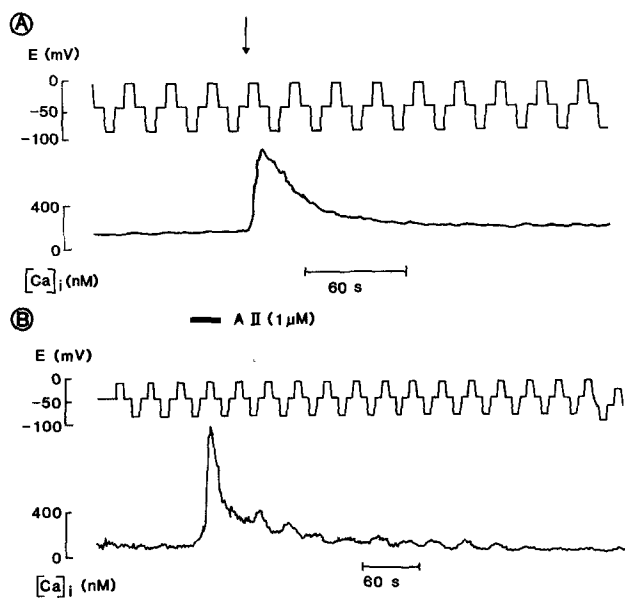 A
E (mV)
0
-50
-100
400
0
[Ca]i (nM)
60 s
B
A II (1 μM)
E (mV)
0
-50
-100
400
0
[Ca]i (nM)
60 s